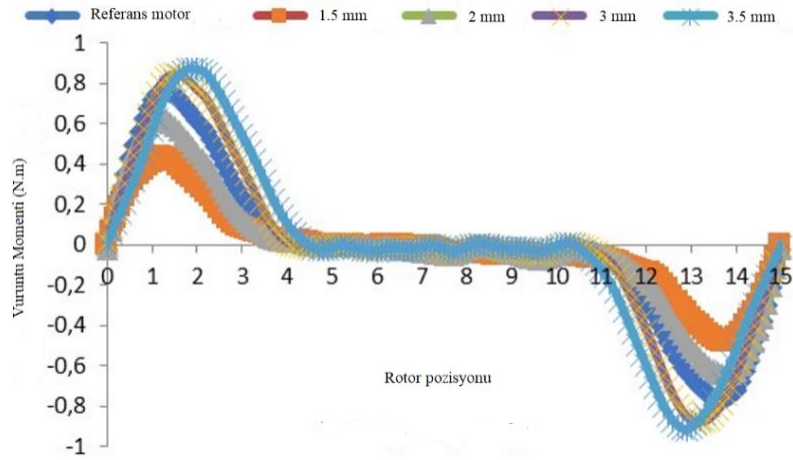 Referans motor 1.5 mm 2 mm 3 mm 3.5 mm
Vuruntu Momenti (N.m)
1
0,8
0,6
0,4
0,2
0
-0,2
-0,4
-0,6
-0,8
-1
0 1 2 3 4 5 6 7 8 9 10 11 12 13 14 15
Rotor pozisyonu